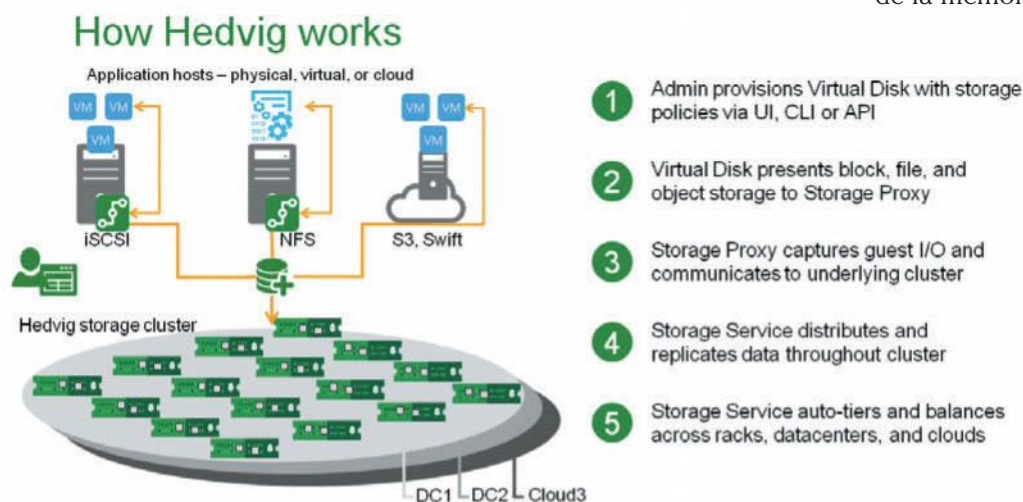 de la mémoi
How Hedvig works
Application hosts – physical, virtual, or cloud
VM VM
VM
VM VM
VM
iSCSI
NFS
S3, Swift
Hedvig storage cluster
DC1
DC2
Cloud3
1
Admin provisions Virtual Disk with storage
policies via UI, CLI or API
2
Virtual Disk presents block, file, and
object storage to Storage Proxy
3
Storage Proxy captures guest I/O and
communicates to underlying cluster
4
Storage Service distributes and
replicates data throughout cluster
5
Storage Service auto-tiers and balances
across racks, datacenters, and clouds